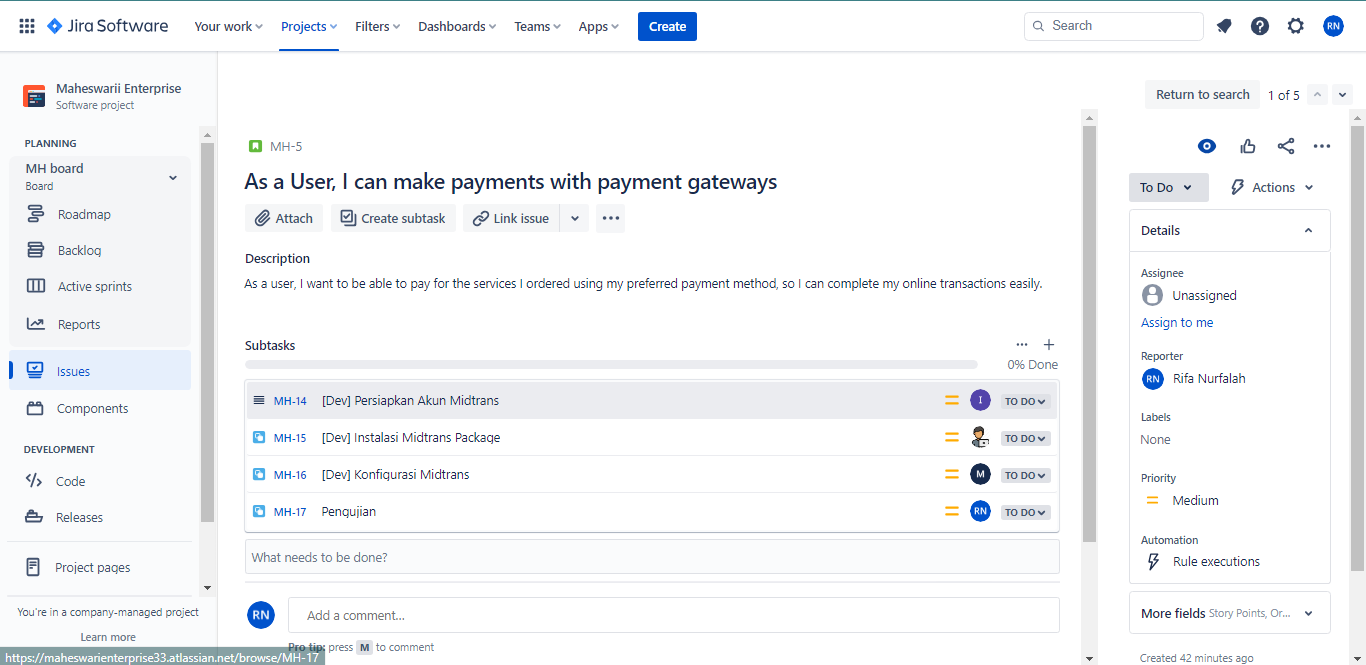 Jira Software
Your work
Projects
Filters
Dashboards
Teams
Apps
Create
Search
RN
Maheswarii Enterprise
Software project
PLANNING
MH board
Board
Roadmap
Backlog
Active sprints
Reports
Issues
Components
DEVELOPMENT
Code
Releases
Project pages
You're in a company-managed project
Learn more
https://maheswarienterprise33.atlassian.net/browse/MH-17
Return to search
1 of 5
MH-5
As a User, I can make payments with payment gateways
Attach
Create subtask
Link issue
Description
As a user, I want to be able to pay for the services I ordered using my preferred payment method, so I can complete my online transactions easily.
Subtasks
0% Done
MH-14 [Dev] Persiapkan Akun Midtrans I TO DO
MH-15 [Dev] Instalasi Midtrans Package TO DO
MH-16 [Dev] Konfigurasi Midtrans M TO DO
MH-17 Pengujian RN TO DO
What needs to be done?
RN
Add a comment...
Pro tip: press M to comment
To Do
Actions
Details
Assignee
Unassigned
Assign to me
Reporter
RN Rifa Nurfalah
Labels
None
Priority
Medium
Automation
Rule executions
More fields Story Points, Or...
Created 42 minutes ago